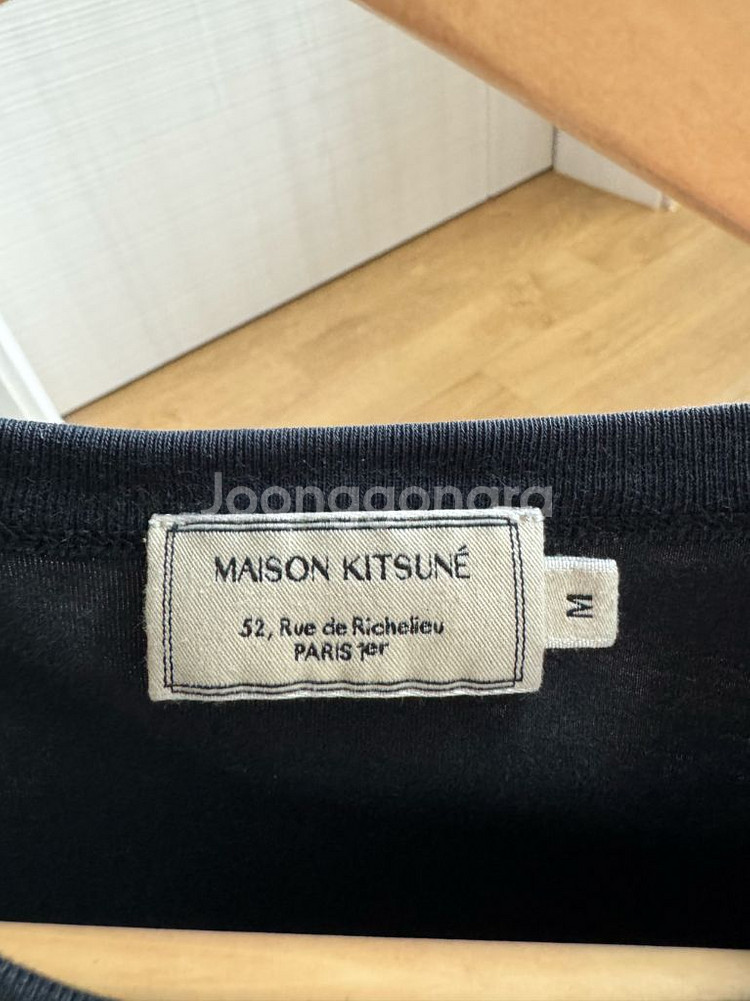 Joonggonara
MAISON KITSUNÉ
52, Rue de Richelieu
PARIS 1er
M